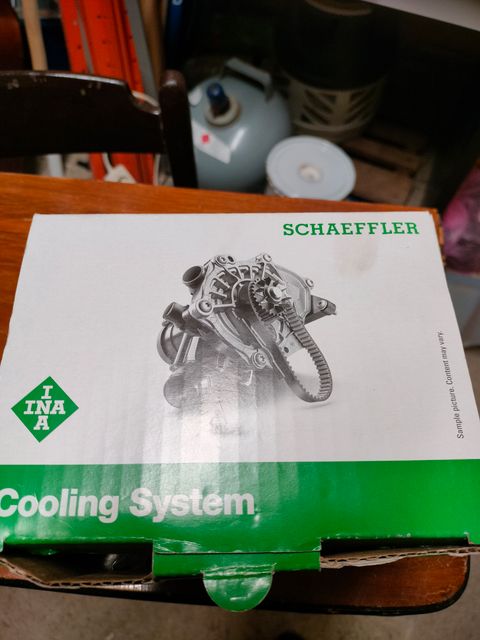 SCHAEFFLER
I
INA
A
Sample picture. Content may vary.
Cooling System